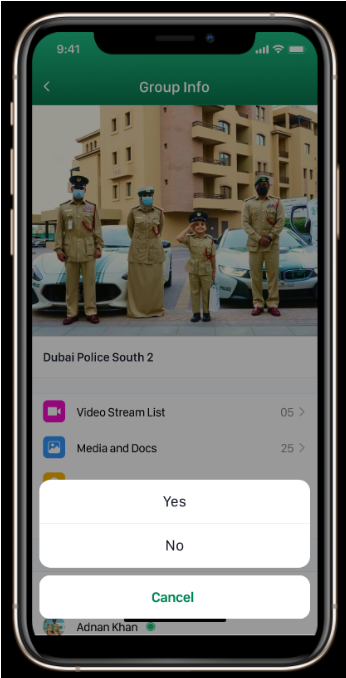 9:41
Group Info
Dubai Police South 2
Video Stream List 05
Media and Docs 25
Yes
No
Cancel
Adnan Khan